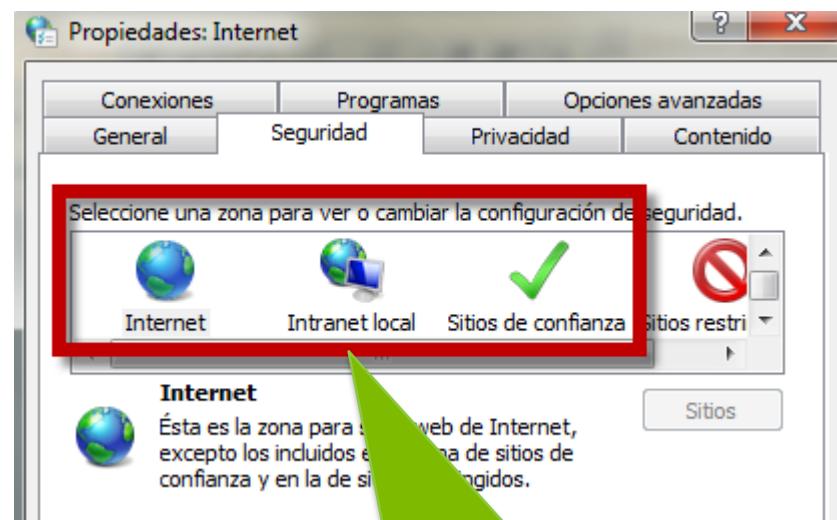 Propiedades: Internet
Conexiones Programas Opciones avanzadas
General Seguridad Privacidad Contenido
Seleccione una zona para ver o cambiar la configuración de seguridad.
Internet Intranet local Sitios de confianza Sitios restri
Internet
Sitios
Ésta es la zona para web de Internet,
excepto los incluidos de sitios de
confianza y en la de